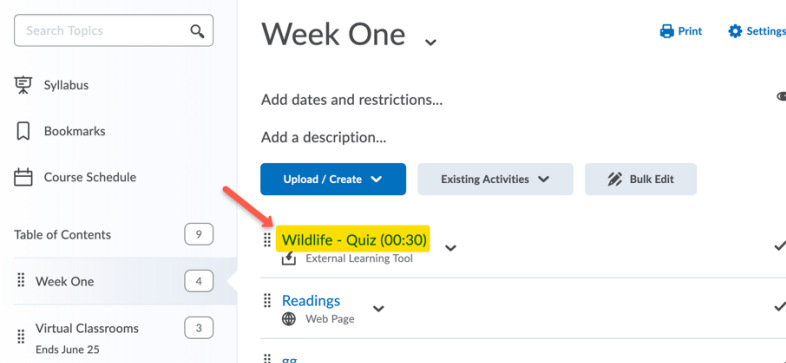 Search Topics
Syllabus
Bookmarks
Course Schedule
Table of Contents
9
Week One
4
Virtual Classrooms
3
Ends June 25
Week One
Print
Settings
Add dates and restrictions...
Add a description...
Upload / Create
Existing Activities
Bulk Edit
Wildlife - Quiz (00:30)
External Learning Tool
Readings
Web Page